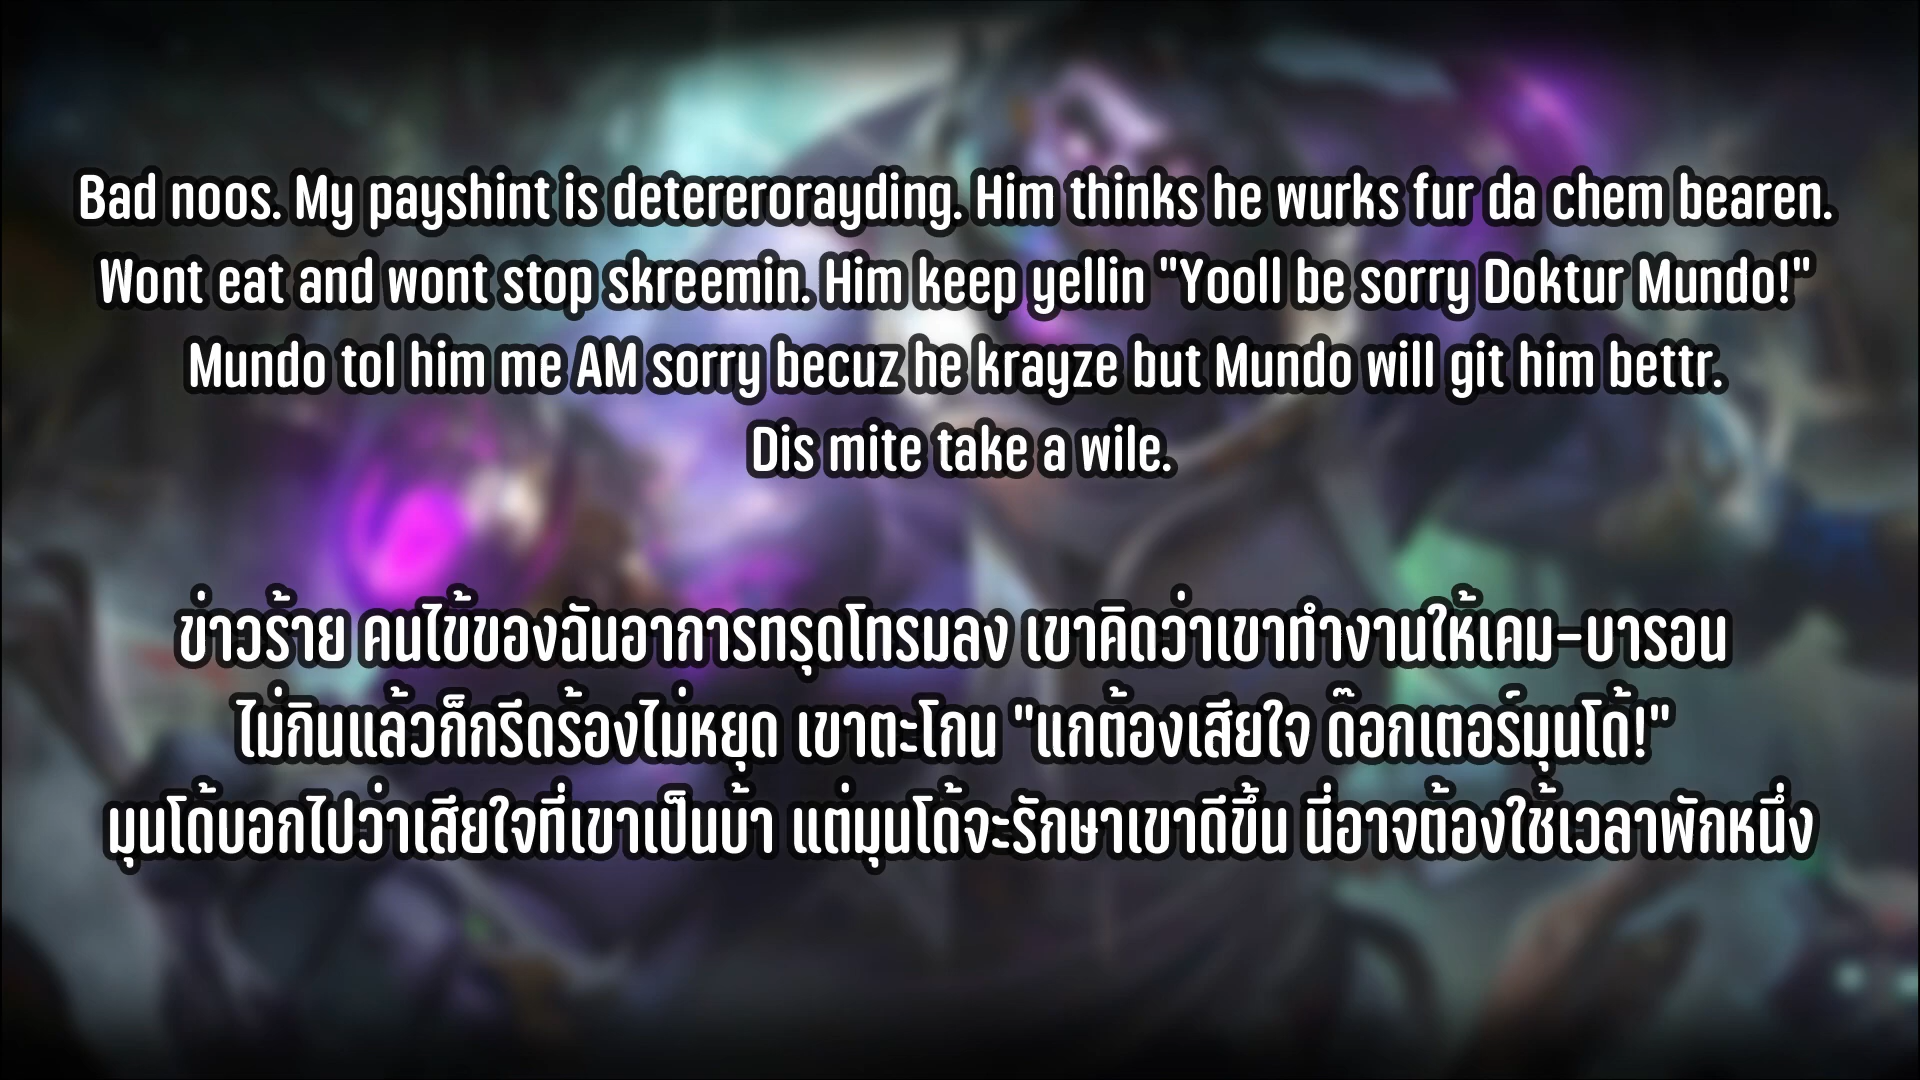 Bad noos. My payshint is detererorayding. Him thinks he wurks fur da chem bearen.
Wont eat and wont stop skreemin. Him keep yellin "Yooll be sorry Doktur Mundo!"
Mundo tol him me AM sorry becuz he krayze but Mundo will git him bettr.
Dis mite take a wile.
ข่าวร้าย คนไข้ของฉันอาการทรุดโทรมลง เขาคิดว่าเขาทำงานให้เคม-บารอน
ไม่กินแล้วก็กรีดร้องไม่หยุด เขาตะโกน "แกต้องเสียใจ ด๊อกเตอร์มุนโด้!"
มุนโด้บอกไปว่าเสียใจที่เขาเป็นบ้า แต่มุนโด้จะรักษาเขาดีขึ้น นี่อาจต้องใช้เวลาพักหนึ่ง